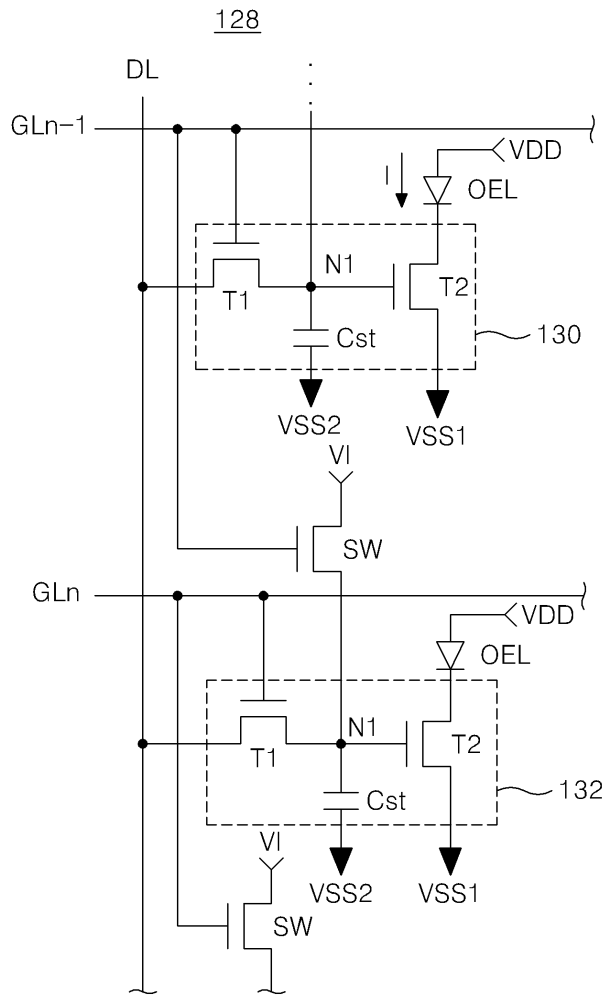 128
DL
GLn-1
VDD
I
OEL
N1
T1
T2
Cst
130
VSS2
VSS1
VI
SW
GLn
VDD
OEL
N1
T1
T2
Cst
132
VI
VSS2
VSS1
SW